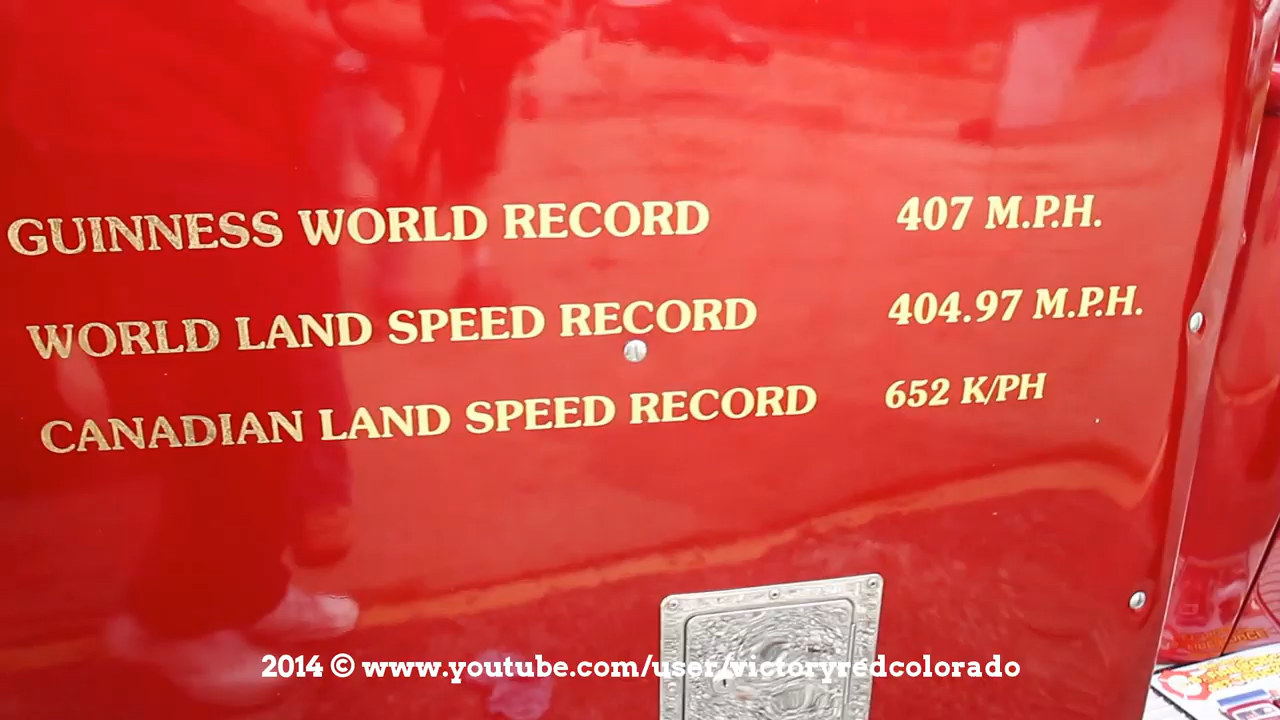 GUINNESS WORLD RECORD 407 M.P.H.
WORLD LAND SPEED RECORD 404.97 M.P.H.
CANADIAN LAND SPEED RECORD 652 K/PH
2014 © www.youtube.com/user/victoryredcolorado